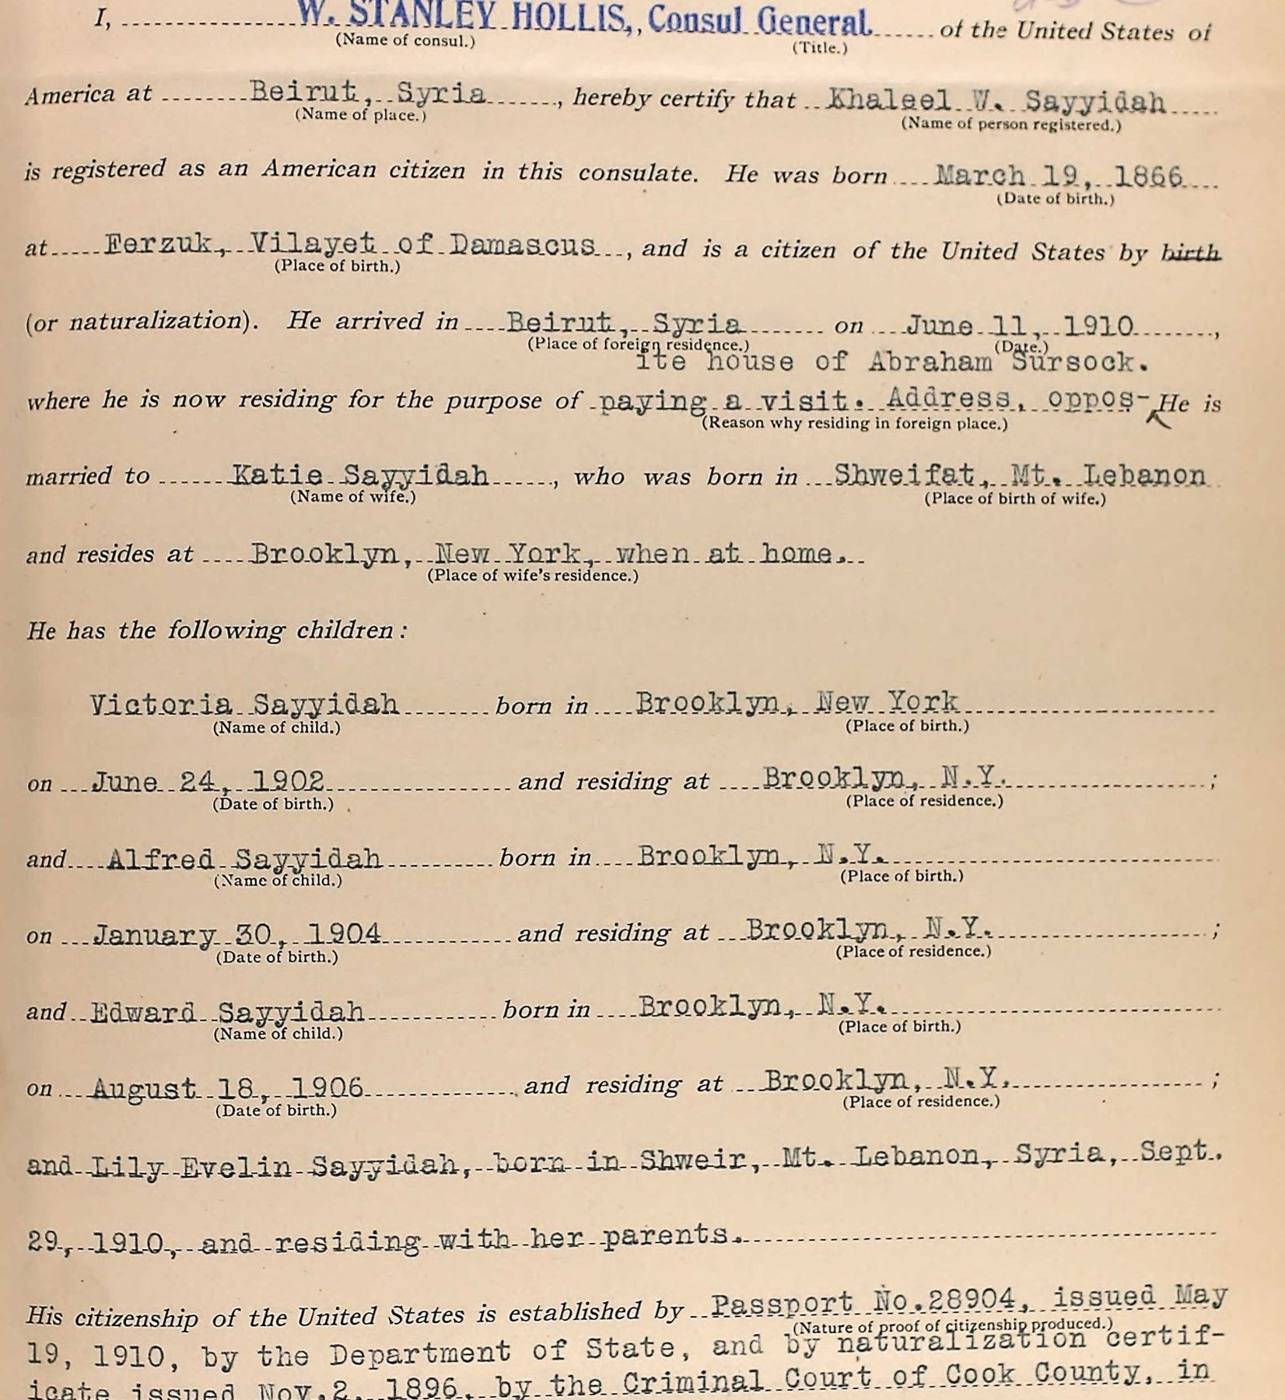 I, W. STANLEY HOLLIS, Consul General of the United States of
(Name of consul.) (Title.)
America at Beirut, Syria, hereby certify that Khaleel W. Sayyidah
(Name of place.) (Name of person registered.)
is registered as an American citizen in this consulate. He was born March 19, 1866
(Date of birth.)
at Ferzuk, Vilayet of Damascus, and is a citizen of the United States by birth
(Place of birth.)
(or naturalization). He arrived in Beirut, Syria on June 11, 1910,
(Place of foreign residence.) (Date.)
ite house of Abraham Sursock.
where he is now residing for the purpose of paying a visit. Address, oppos- He is
(Reason why residing in foreign place.)
married to Katie Sayyidah, who was born in Shweifat, Mt. Lebanon
(Name of wife.) (Place of birth of wife.)
and resides at Brooklyn, New York, when at home.
(Place of wife's residence.)
He has the following children:
Victoria Sayyidah born in Brooklyn, New York
(Name of child.) (Place of birth.)
on June 24, 1902 and residing at Brooklyn, N.Y. ;
(Date of birth.) (Place of residence.)
and Alfred Sayyidah born in Brooklyn, N.Y.
(Name of child.) (Place of birth.)
on January 30, 1904 and residing at Brooklyn, N.Y. ;
(Date of birth.) (Place of residence.)
and Edward Sayyidah born in Brooklyn, N.Y.
(Name of child.) (Place of birth.)
on August 18, 1906 and residing at Brooklyn, N.Y. ;
(Date of birth.) (Place of residence.)
and Lily Evelin Sayyidah, born in Shweir, Mt. Lebanon, Syria, Sept.
29, 1910, and residing with her parents.
His citizenship of the United States is established by Passport No.28904, issued May
(Nature of proof of citizenship produced.)
19, 1910, by the Department of State, and by naturalization certif-
icate issued Nov.2, 1896, by the Criminal Court of Cook County, in